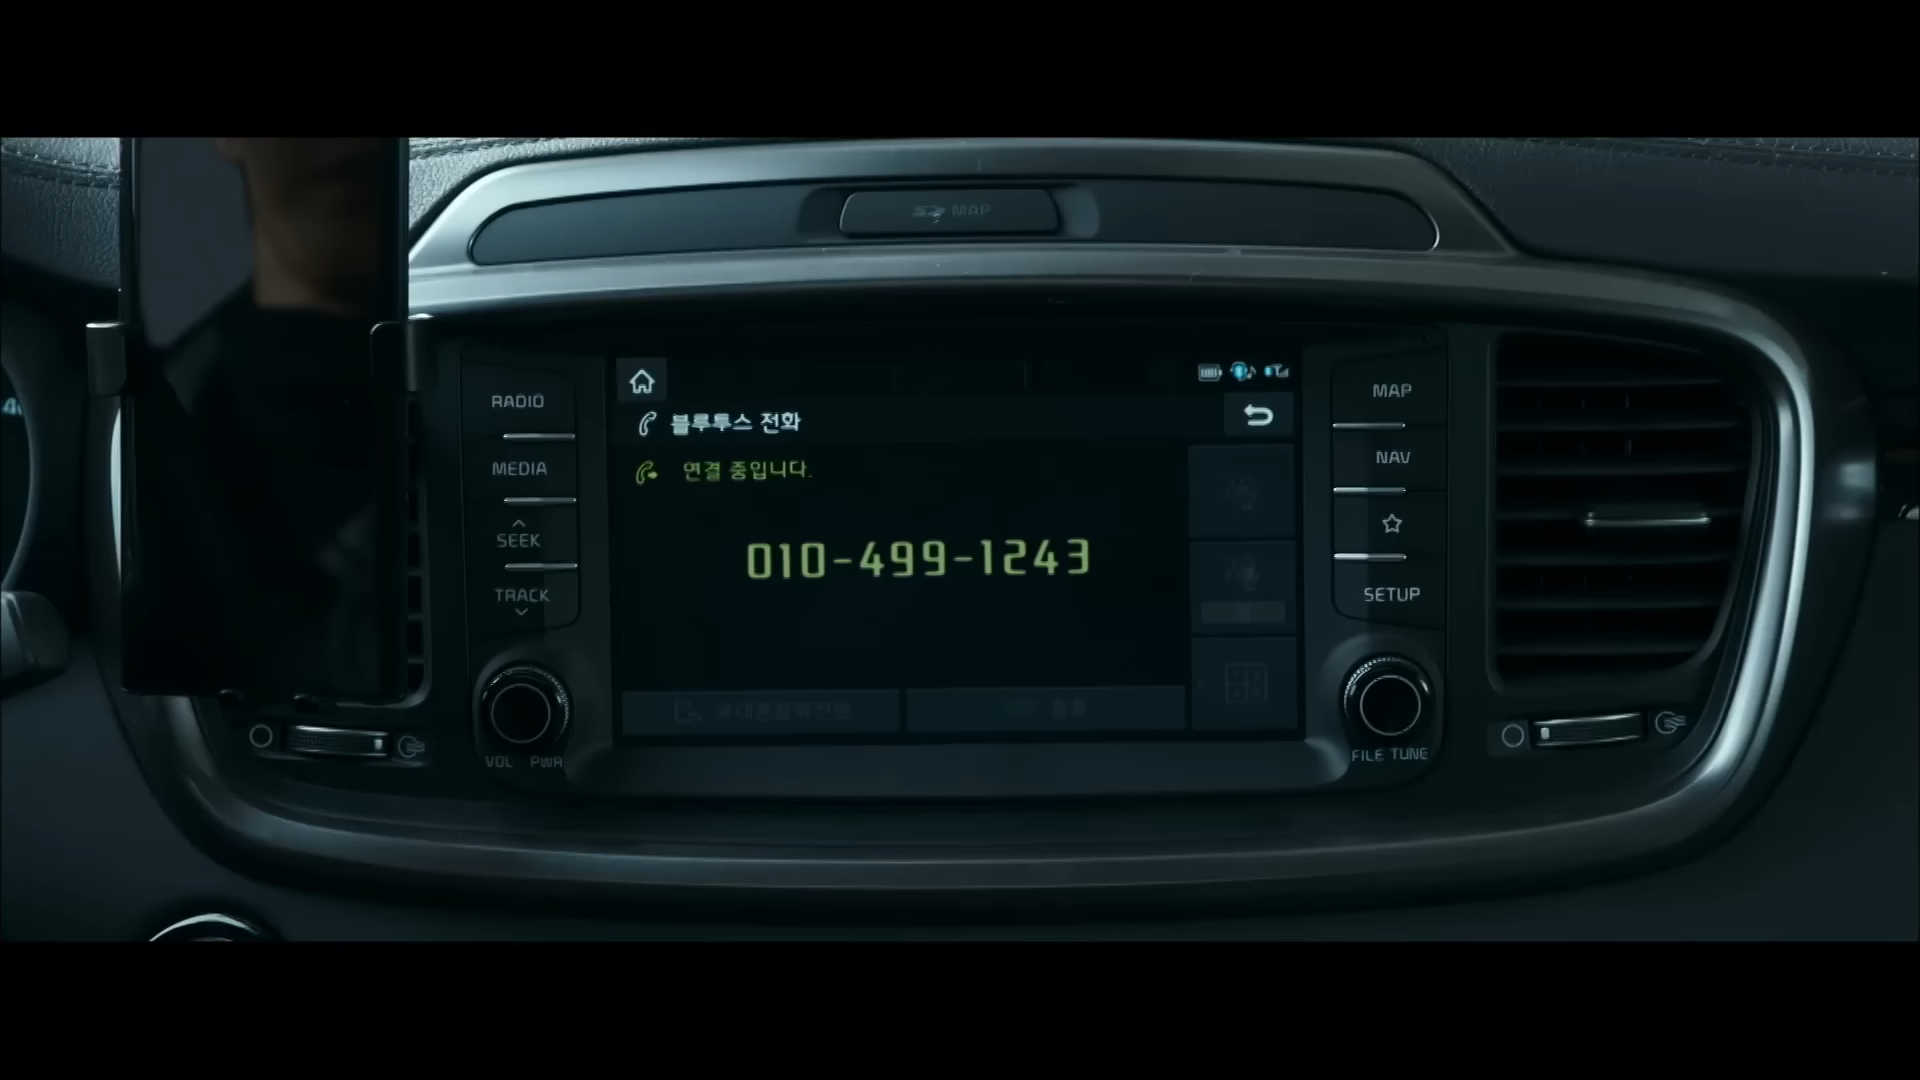 MAP
RADIO
MEDIA
SEEK
TRACK
VOL PWR
블루투스 전화
연결 중입니다.
010-499-1243
MAP
NAV
SETUP
FILE TUNE